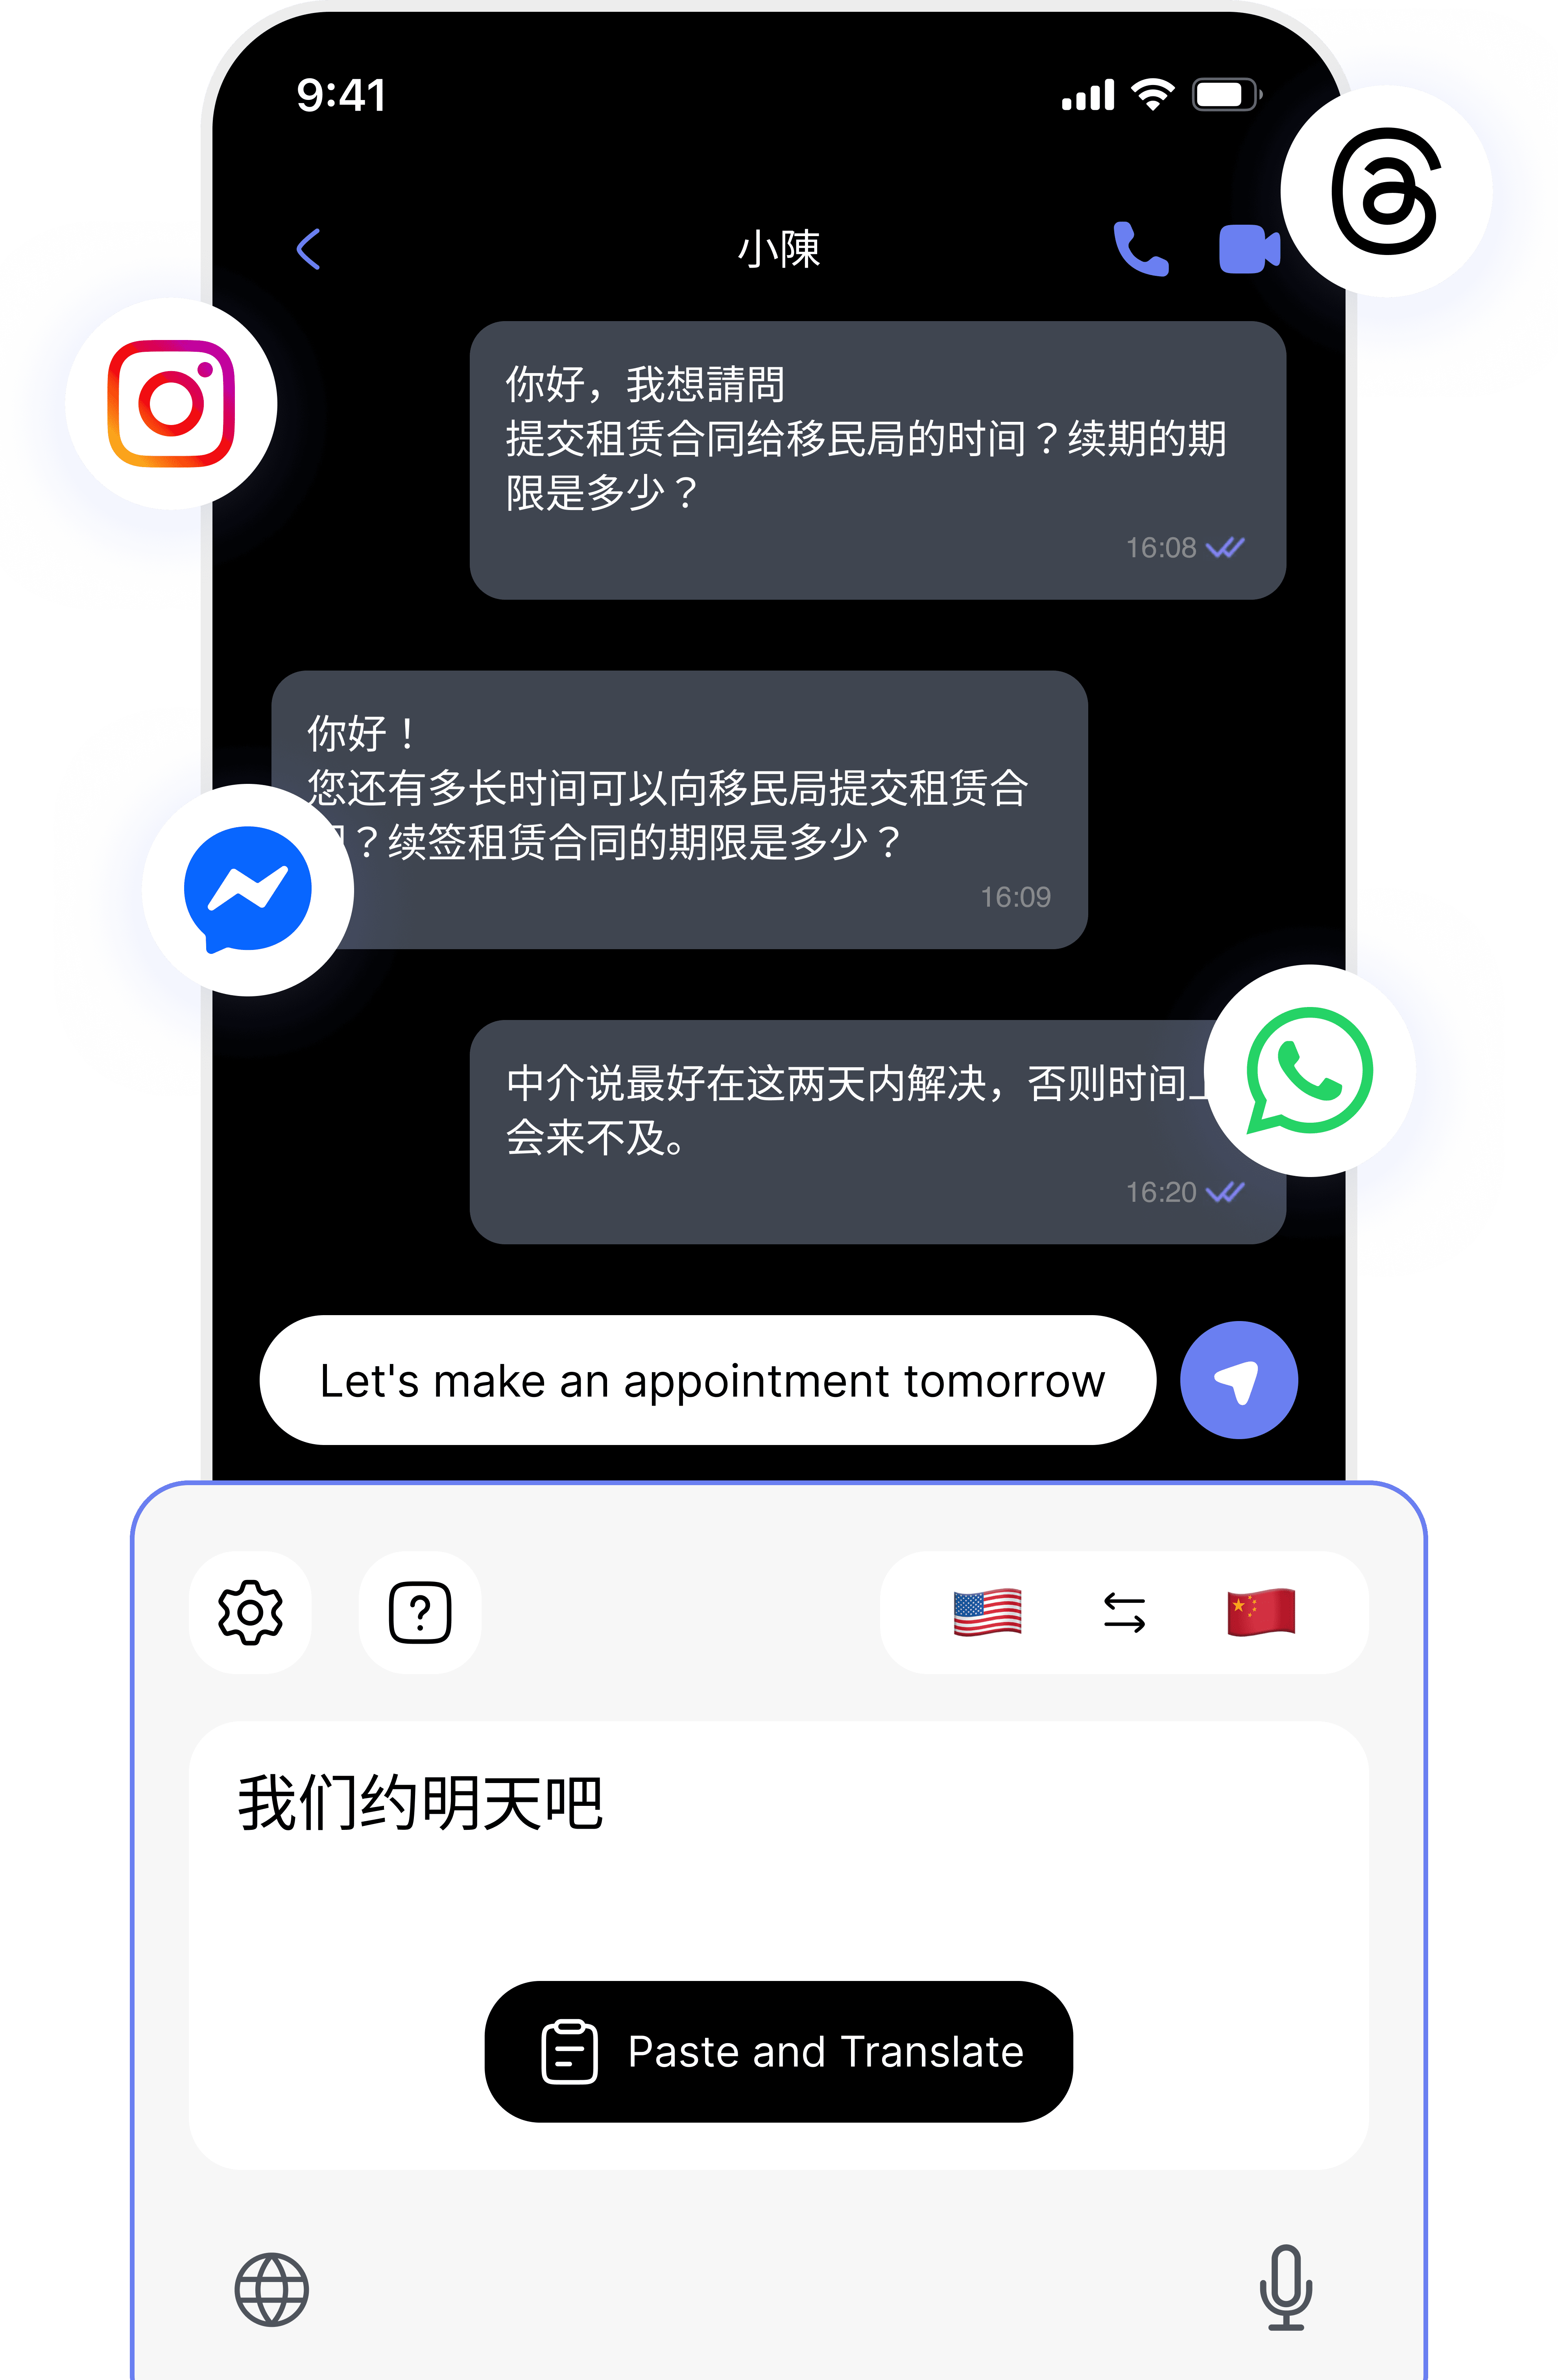 9:41
小陳
你好，我想請問
提交租赁合同给移民局的时间？续期的期
限是多少？
16:08
你好！
您还有多长时间可以向移民局提交租赁合
？续签租赁合同的期限是多少？
16:09
中介说最好在这两天内解决，否则时间
会来不及。
16:20
Let's make an appointment tomorrow
我们约明天吧
Paste and Translate